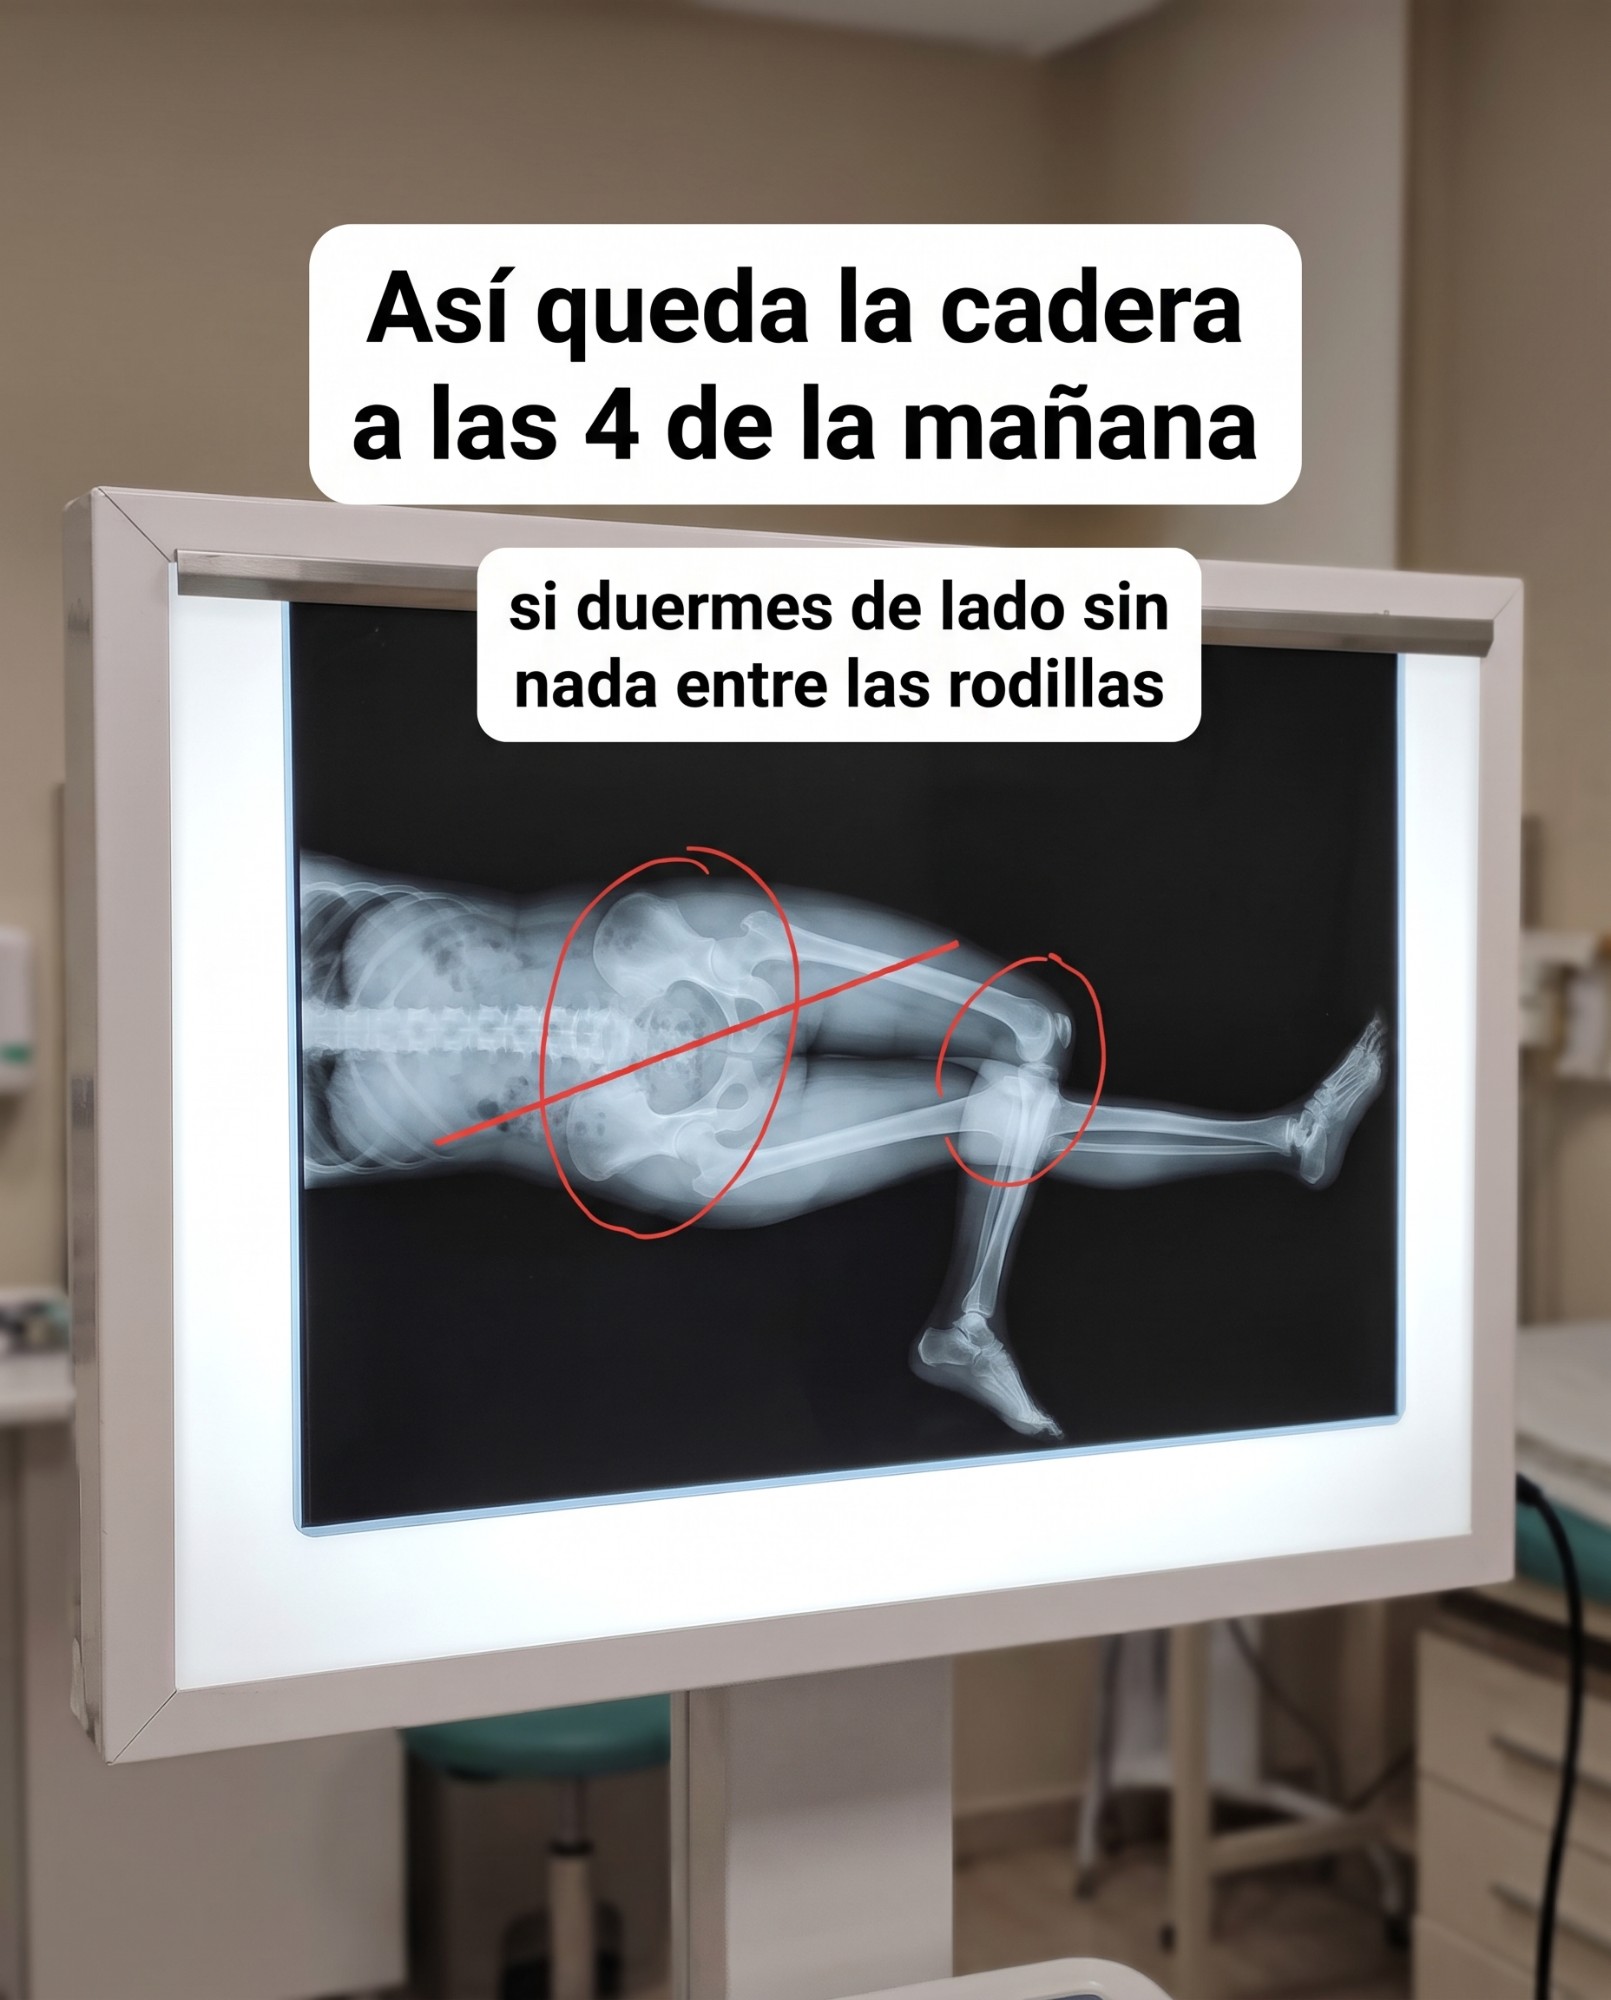 Así queda la cadera
a las 4 de la mañana
si duermes de lado sin
nada entre las rodillas